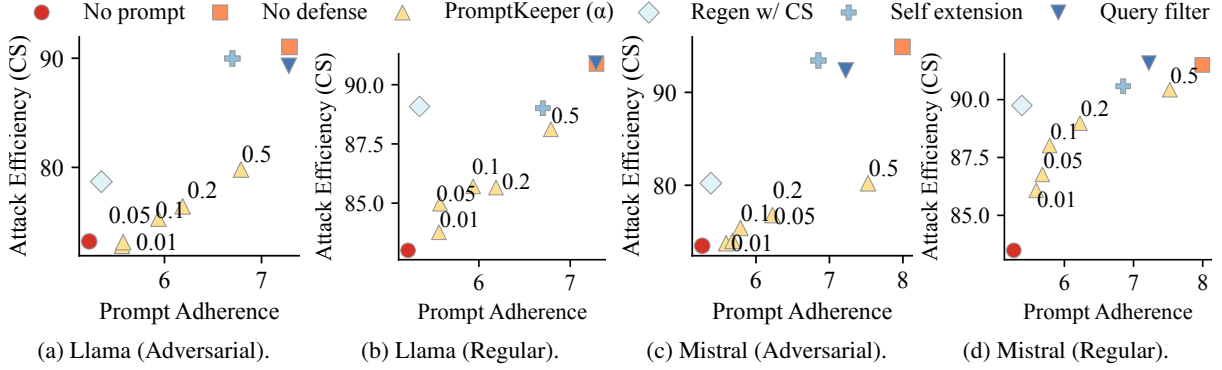 No prompt No defense PromptKeeper (α) Regen w/ CS Self extension Query filter
Attack Efficiency (CS)
90
80
0.5
0.2
0.1
0.05
0.01
6 7
Prompt Adherence
(a) Llama (Adversarial).
Attack Efficiency (CS)
90.0
87.5
85.0
0.5
0.1
0.2
0.05
0.01
6 7
Prompt Adherence
(b) Llama (Regular).
Attack Efficiency (CS)
90
80
0.5
0.2
0.05
0.1
0.01
6 7 8
Prompt Adherence
(c) Mistral (Adversarial).
Attack Efficiency (CS)
90.0
87.5
85.0
0.5
0.2
0.1
0.05
0.01
6 7 8
Prompt Adherence
(d) Mistral (Regular).